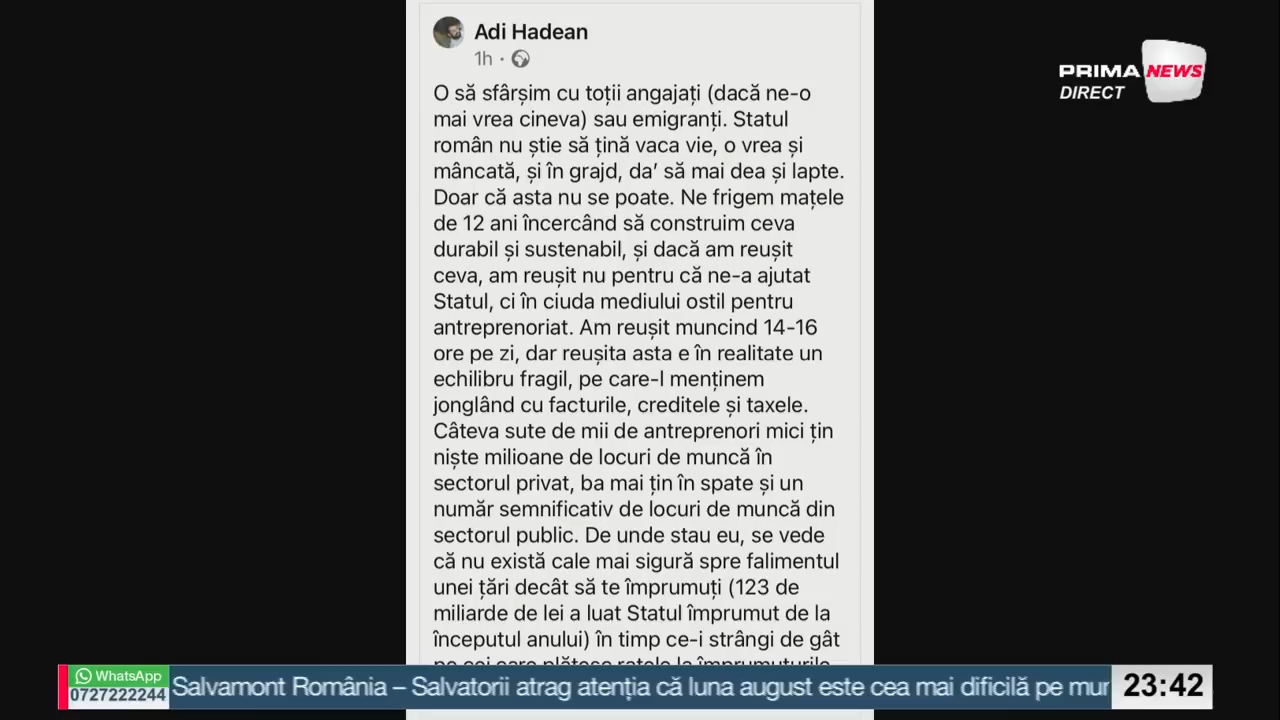 Adi Hadean
1h ·
PRIMA NEWS
DIRECT
O să sfârșim cu toții angajați (dacă ne-o
mai vrea cineva) sau emigranți. Statul
român nu știe să țină vaca vie, o vrea și
mâncată, și în grajd, da’ să mai dea și lapte.
Doar că asta nu se poate. Ne frigem mațele
de 12 ani încercând să construim ceva
durabil și sustenabil, și dacă am reușit
ceva, am reușit nu pentru că ne-a ajutat
Statul, ci în ciuda mediului ostil pentru
antreprenoriat. Am reușit muncind 14-16
ore pe zi, dar reușita asta e în realitate un
echilibru fragil, pe care-l menținem
jonglând cu facturile, creditele și taxele.
Câteva sute de mii de antreprenori mici țin
niște milioane de locuri de muncă în
sectorul privat, ba mai țin în spate și un
număr semnificativ de locuri de muncă din
sectorul public. De unde stau eu, se vede
că nu există cale mai sigură spre falimentul
unei țări decât să te împrumuți (123 de
miliarde de lei a luat Statul împrumut de la
începutul anului) în timp ce-i strângi de gât
pe cei care plătesc ratele la împrumuturile
WhatsApp
0727222244
Salvamont România – Salvatorii atrag atenția că luna august este cea mai dificilă pe mun
23:42